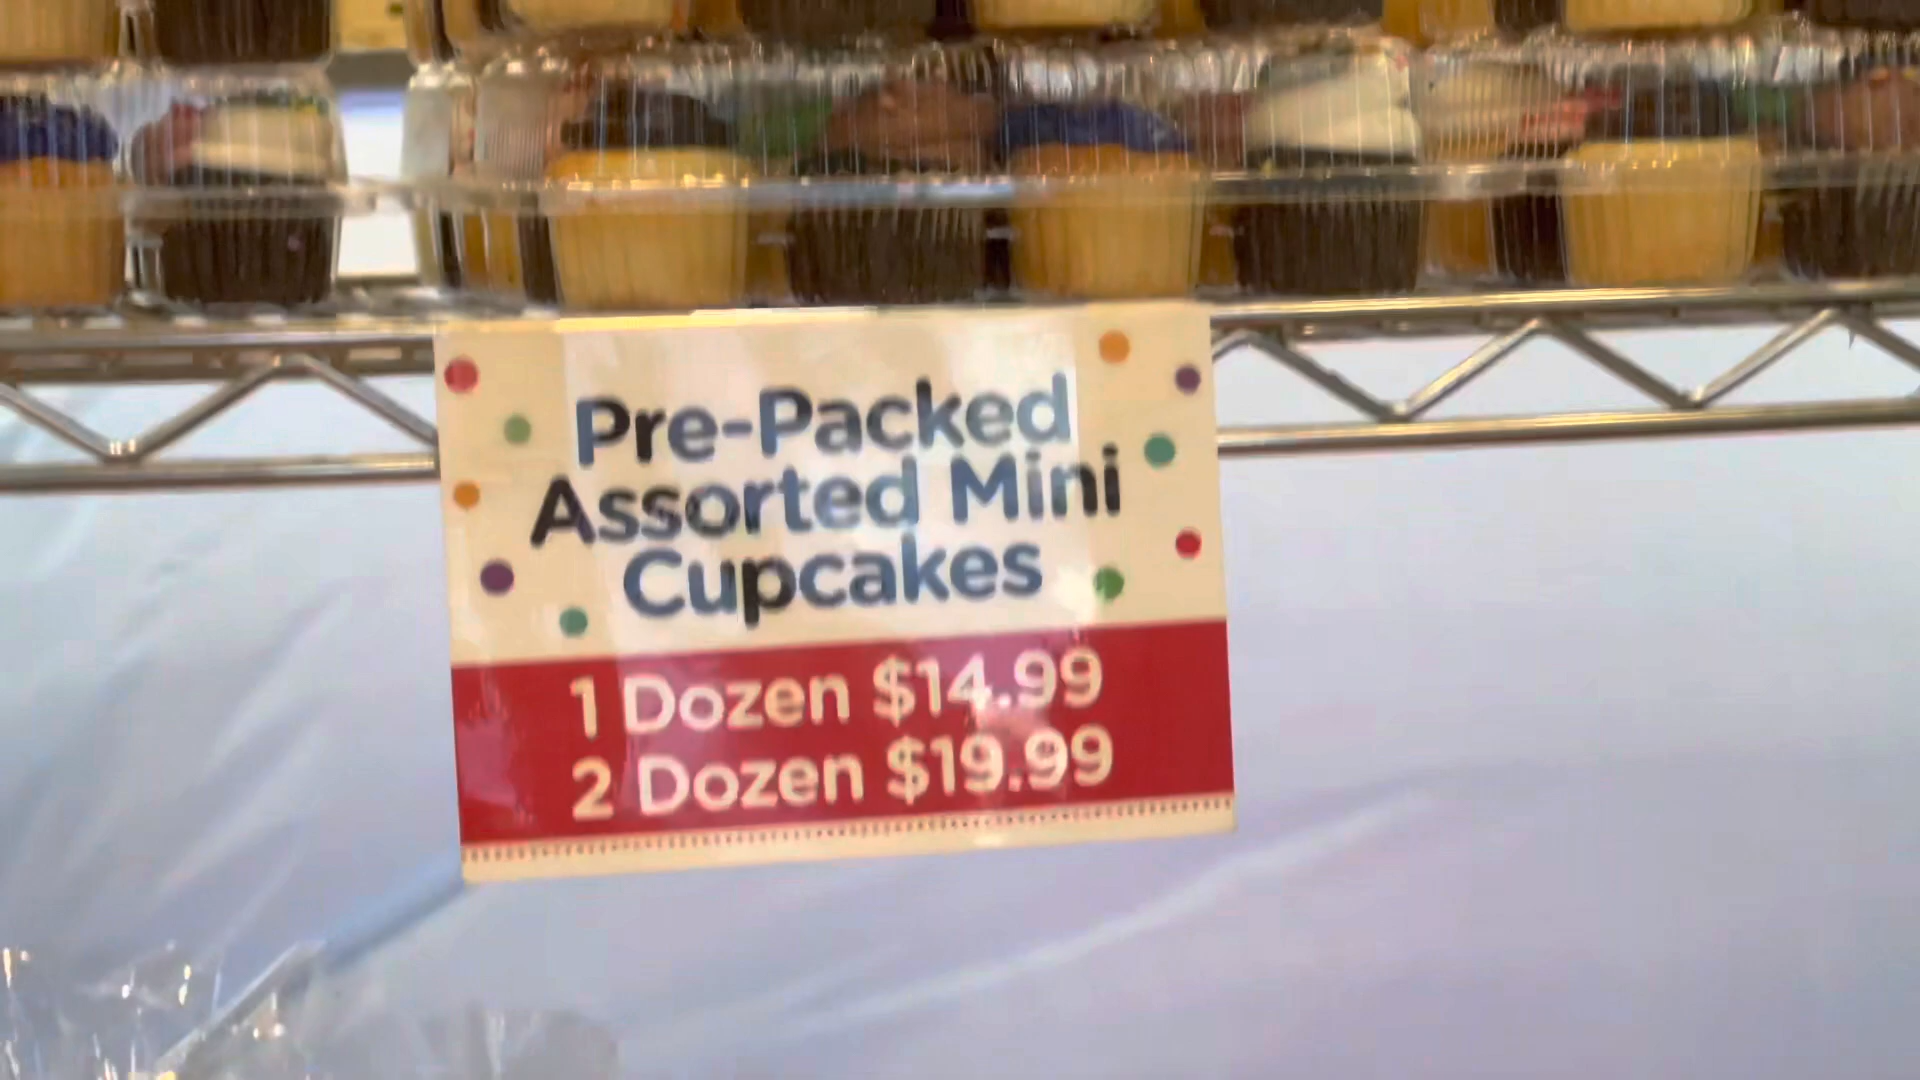 Pre-Packed
Assorted Mini
Cupcakes
1 Dozen $14.99
2 Dozen $19.99